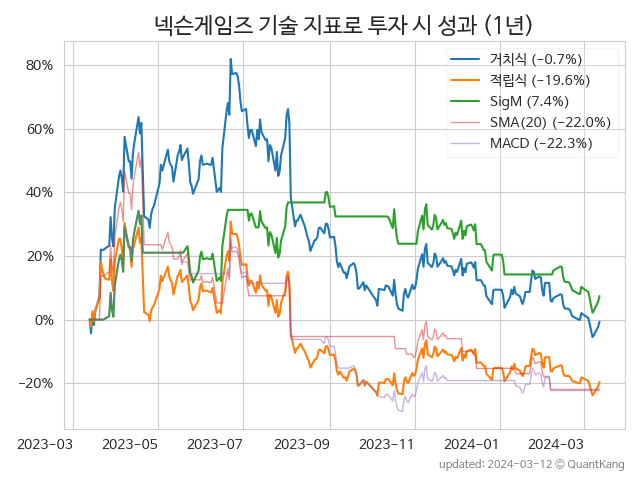 넥슨게임즈 기술 지표로 투자 시 성과 (1년)
거치식 (−0.7%)
적립식 (−19.6%)
SigM (7.4%)
SMA(20) (−22.0%)
MACD (−22.3%)
80%
60%
40%
20%
0%
−20%
2023-03 2023-05 2023-07 2023-09 2023-11 2024-01 2024-03
updated: 2024-03-12 © QuantKang